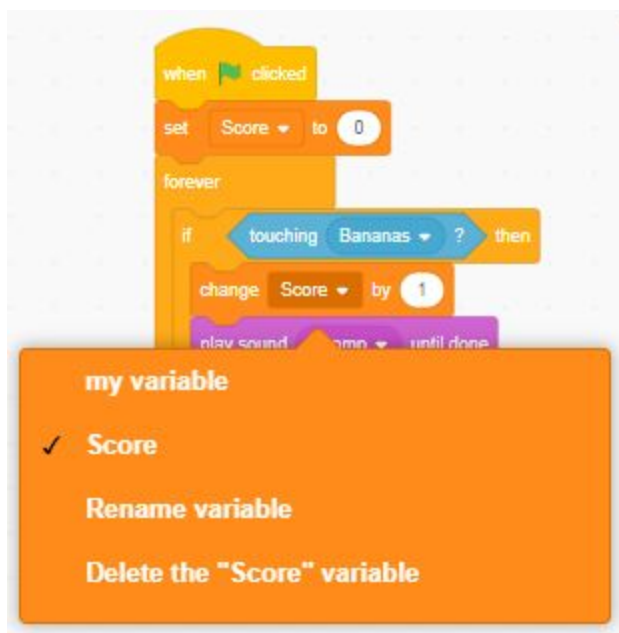 when clicked
set Score to 0
forever
if touching Bananas ? then
change Score by 1
play sound until done
my variable
✓ Score
Rename variable
Delete the "Score" variable